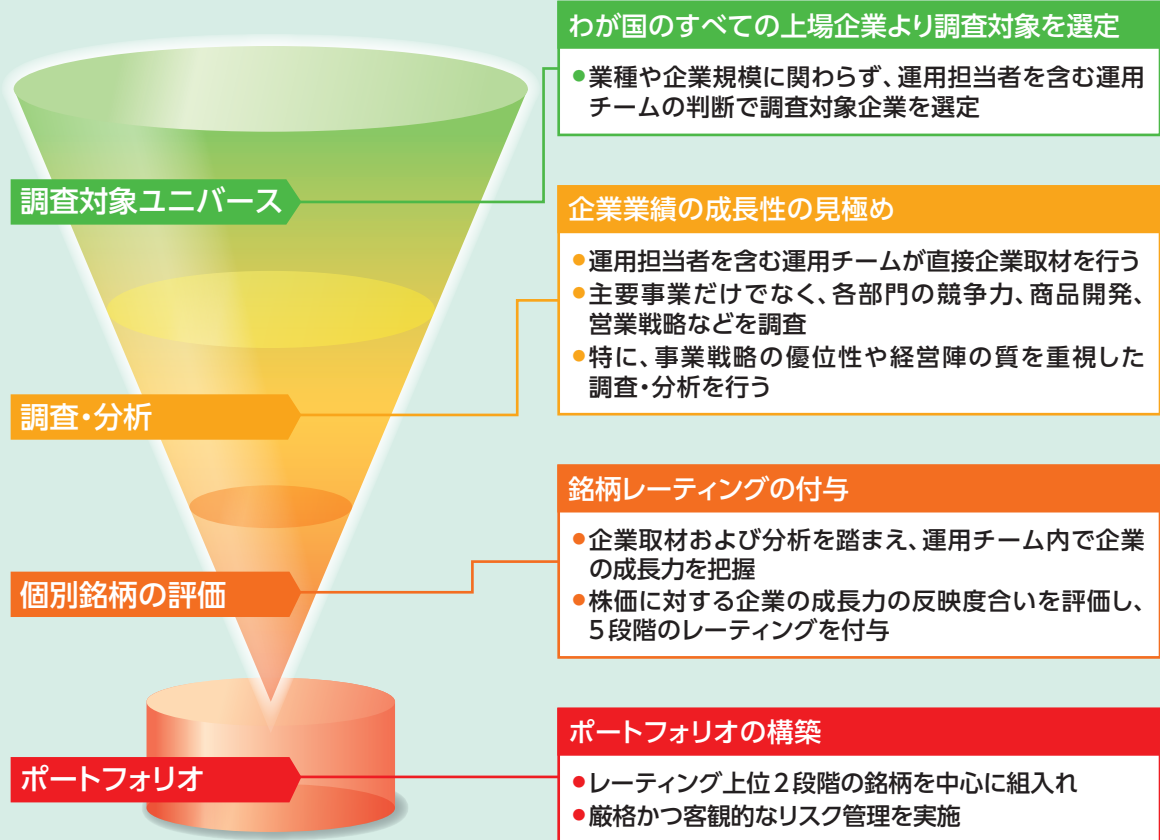 わが国のすべての上場企業より調査対象を選定
●業種や企業規模に関わらず、運用担当者を含む運用
チームの判断で調査対象企業を選定
調査対象ユニバース
企業業績の成長性の見極め
●運用担当者を含む運用チームが直接企業取材を行う
●主要事業だけでなく、各部門の競争力、商品開発、
営業戦略などを調査
●特に、事業戦略の優位性や経営陣の質を重視した
調査・分析を行う
調査・分析
銘柄レーティングの付与
●企業取材および分析を踏まえ、運用チーム内で企業
の成長力を把握
●株価に対する企業の成長力の反映度合いを評価し、
5段階のレーティングを付与
個別銘柄の評価
ポートフォリオの構築
●レーティング上位2段階の銘柄を中心に組入れ
●厳格かつ客観的なリスク管理を実施
ポートフォリオ